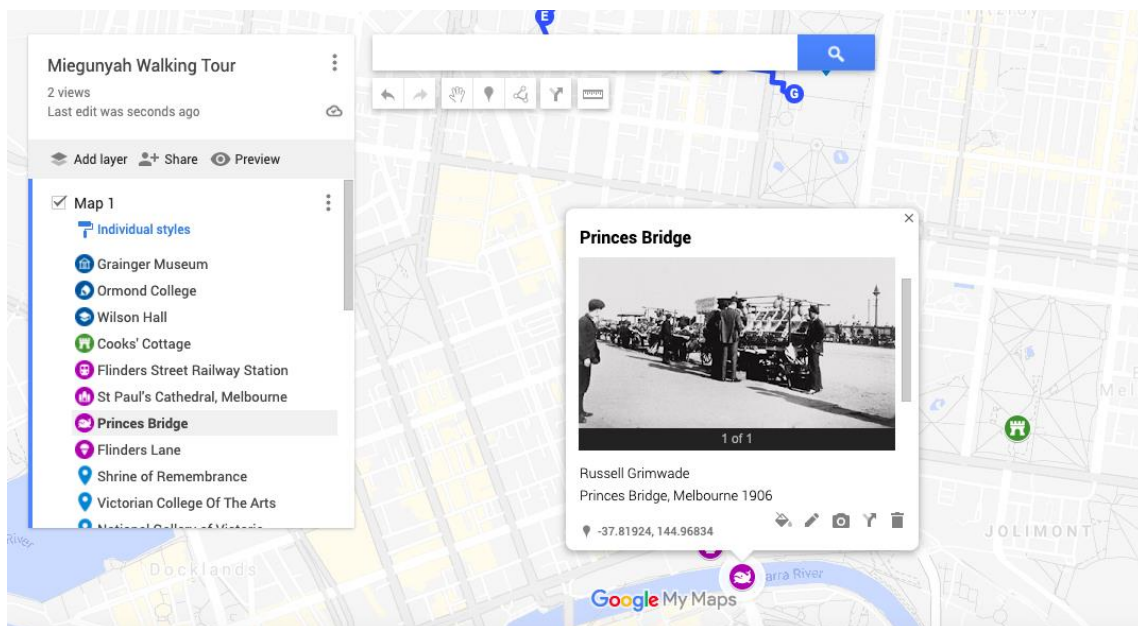 E
Miegunyah Walking Tour
2 views
Last edit was seconds ago
Add layer Share Preview
Map 1
Individual styles
Grainger Museum
Ormond College
Wilson Hall
Cooks' Cottage
Flinders Street Railway Station
St Paul's Cathedral, Melbourne
Princes Bridge
Flinders Lane
Shrine of Remembrance
Victorian College Of The Arts
G
Princes Bridge
1 of 1
Russell Grimwade
Princes Bridge, Melbourne 1906
-37.81924, 144.96834
JOLIMONT
Docklands
River
Google My Maps